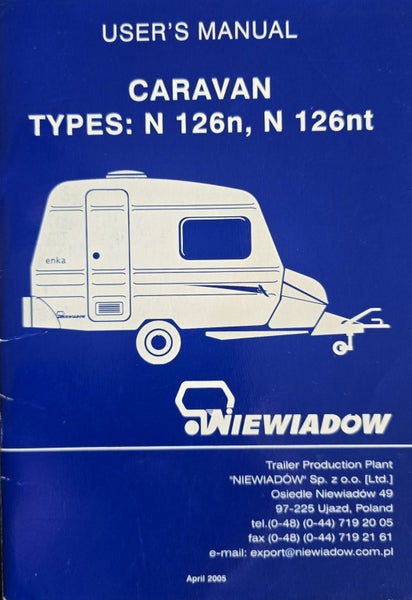 USER'S MANUAL
CARAVAN
TYPES: N 126n, N 126nt
enka
NIEWIADÓW
NIEWIADÓW
Trailer Production Plant
"NIEWIADÓW" Sp. z o.o. [Ltd.]
Osiedle Niewiadów 49
97-225 Ujazd, Poland
tel.(0-48) (0-44) 719 20 05
fax (0-48) (0-44) 719 21 61
e-mail: export@niewiadow.com.pl
April 2005